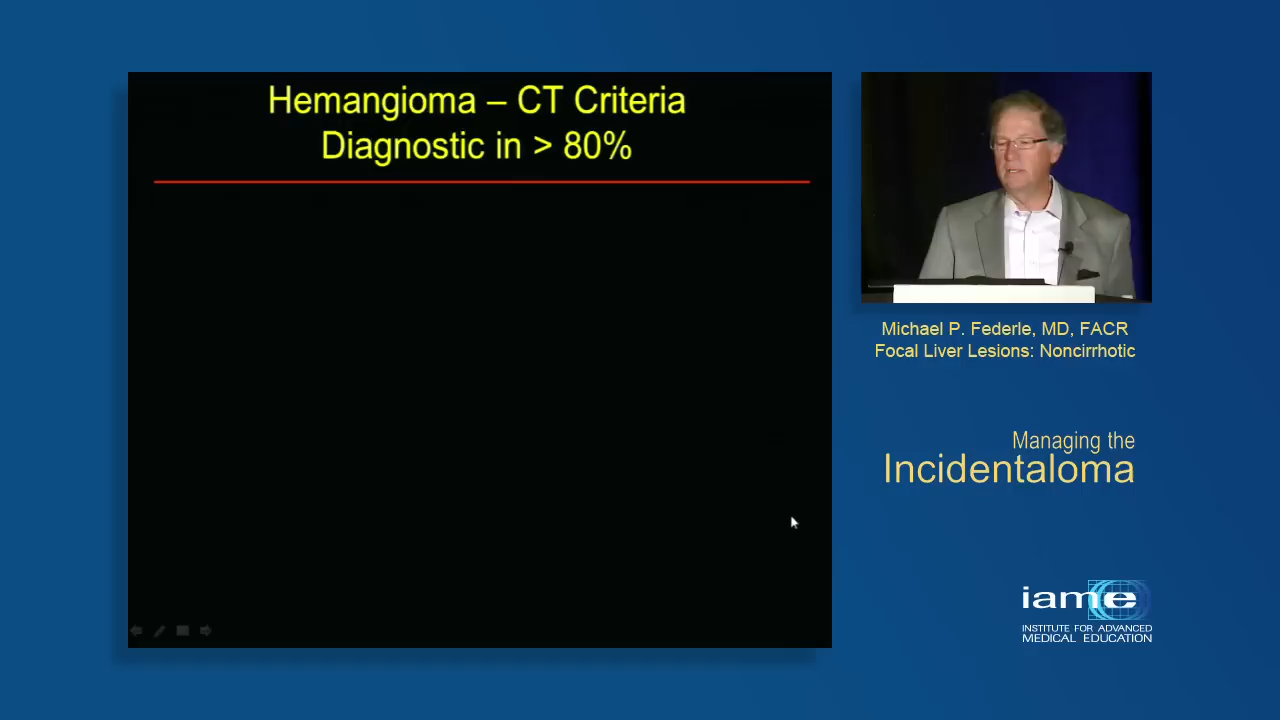 Hemangioma – CT Criteria
Diagnostic in > 80%
Michael P. Federle, MD, FACR
Focal Liver Lesions: Noncirrhotic
Managing the
Incidentaloma
iame
INSTITUTE FOR ADVANCED
MEDICAL EDUCATION